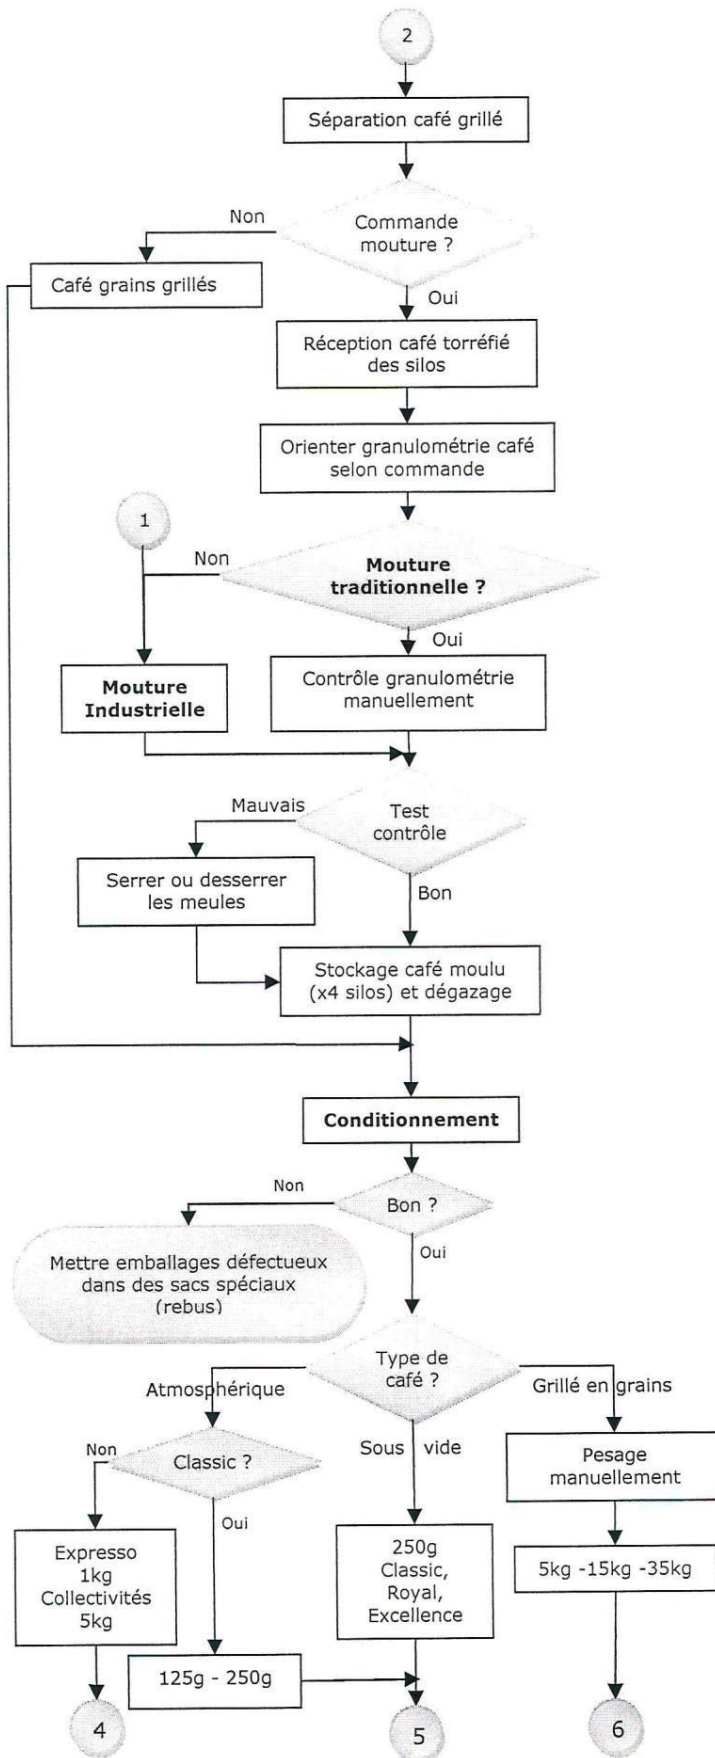 2
Séparation café grillé
Non
Commande
mouture ?
Café grains grillés
Oui
Réception café torréfié
des silos
Orienter granulométrie café
selon commande
1
Non
Mouture
traditionnelle ?
Oui
Mouture
Industrielle
Contrôle granulométrie
manuellement
Mauvais
Test
contrôle
Serrer ou desserrer
les meules
Bon
Stockage café moulu
(x4 silos) et dégazage
Conditionnement
Non
Bon ?
Mettre emballages défectueux
dans des sacs spéciaux
(rebus)
Oui
Type de
café ?
Atmosphérique
Grillé en grains
Non
Classic ?
Sous vide
Pesage
manuellement
Oui
Expresso
1kg
Collectivités
5kg
250g
Classic,
Royal,
Excellence
5kg -15kg -35kg
125g - 250g
4
5
6